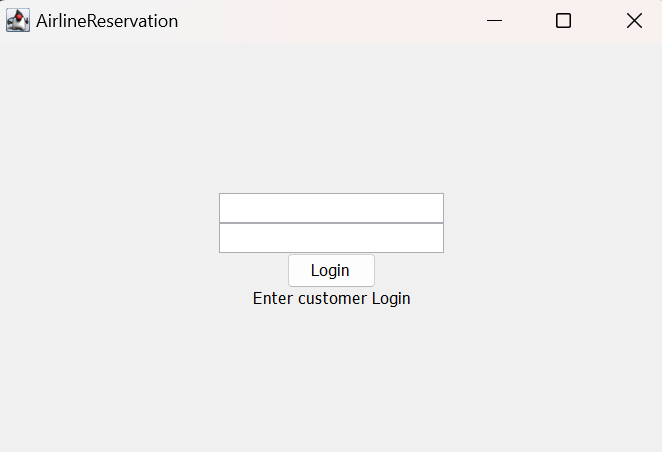 AirlineReservation
Login
Enter customer Login